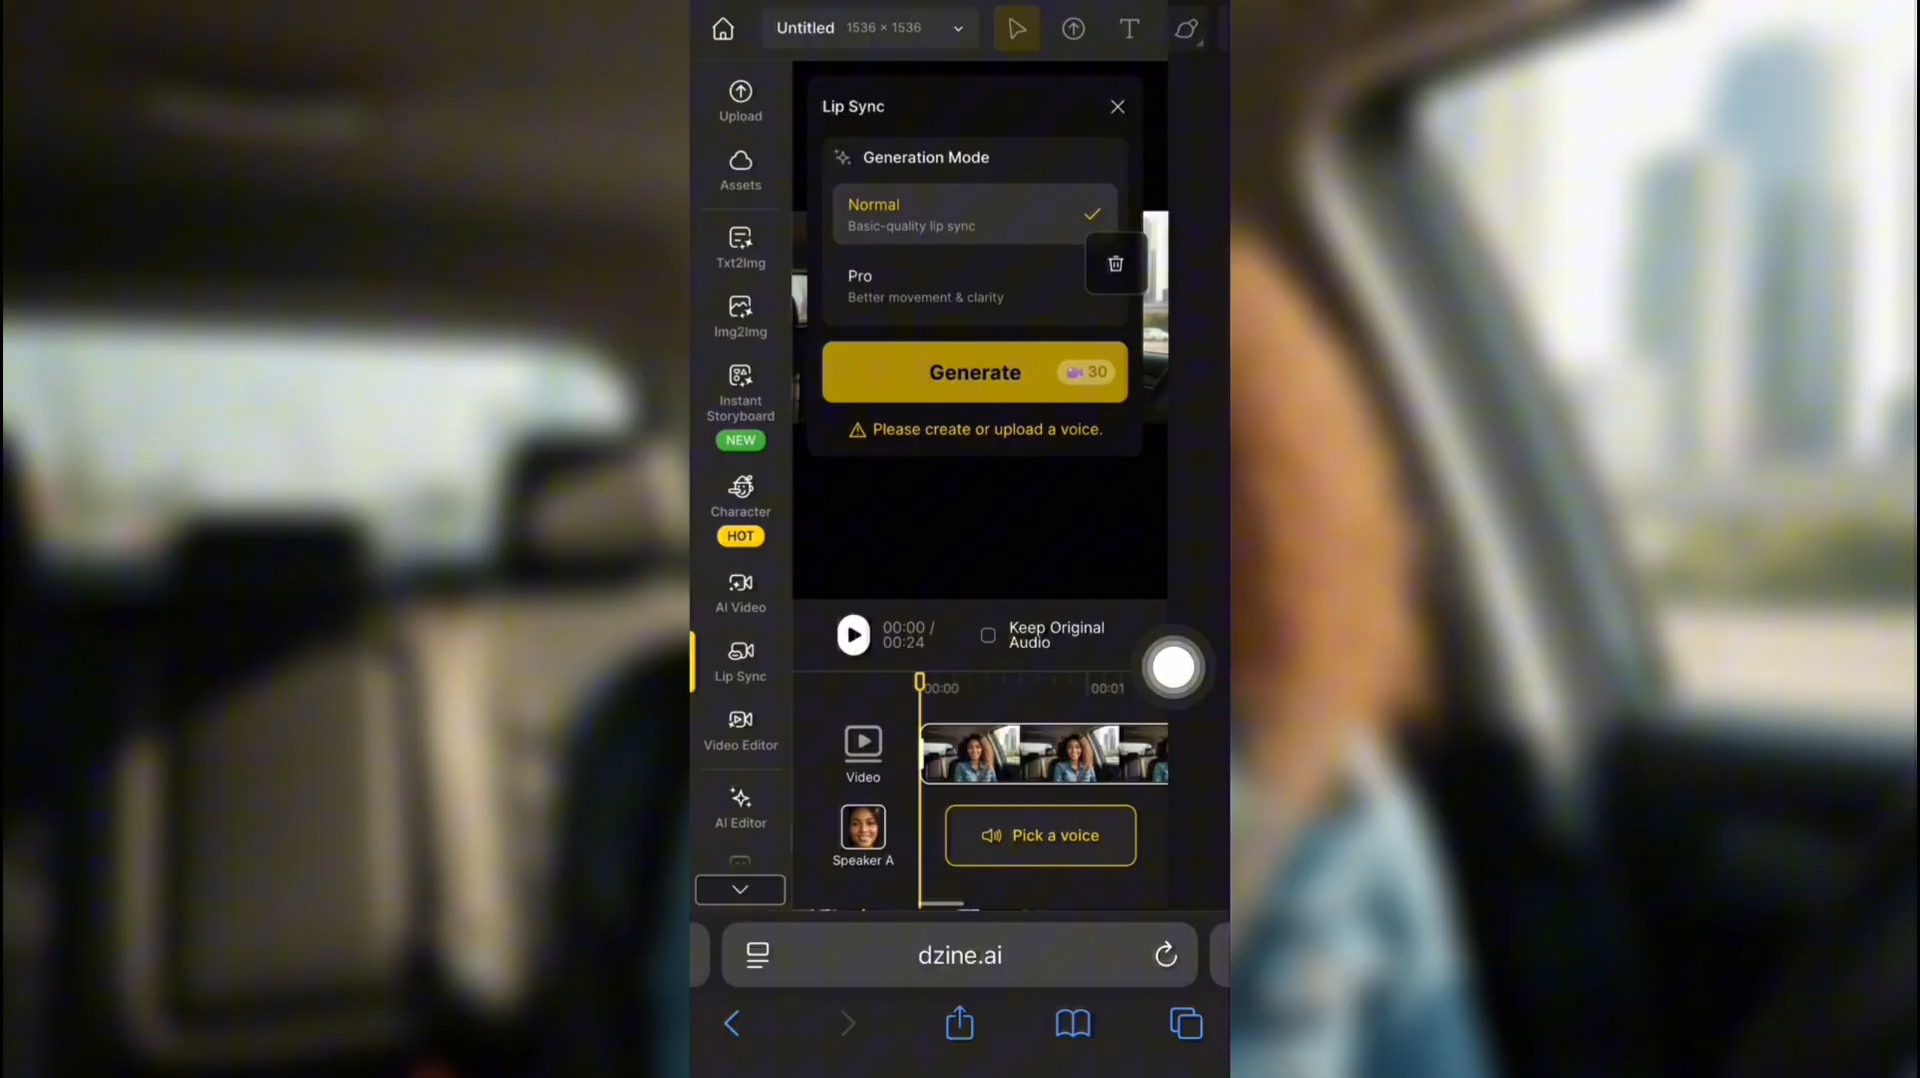 Untitled 1536 × 1536
Upload
Assets
Txt2Img
Img2Img
Instant
Storyboard
NEW
Character
HOT
AI Video
Lip Sync
Video Editor
AI Editor
Lip Sync
Generation Mode
Normal
Basic-quality lip sync
Pro
Better movement & clarity
Generate 30
Please create or upload a voice.
00:00 /
00:24
Keep Original
Audio
00:00 00:01
Video
Pick a voice
Speaker A
dzine.ai